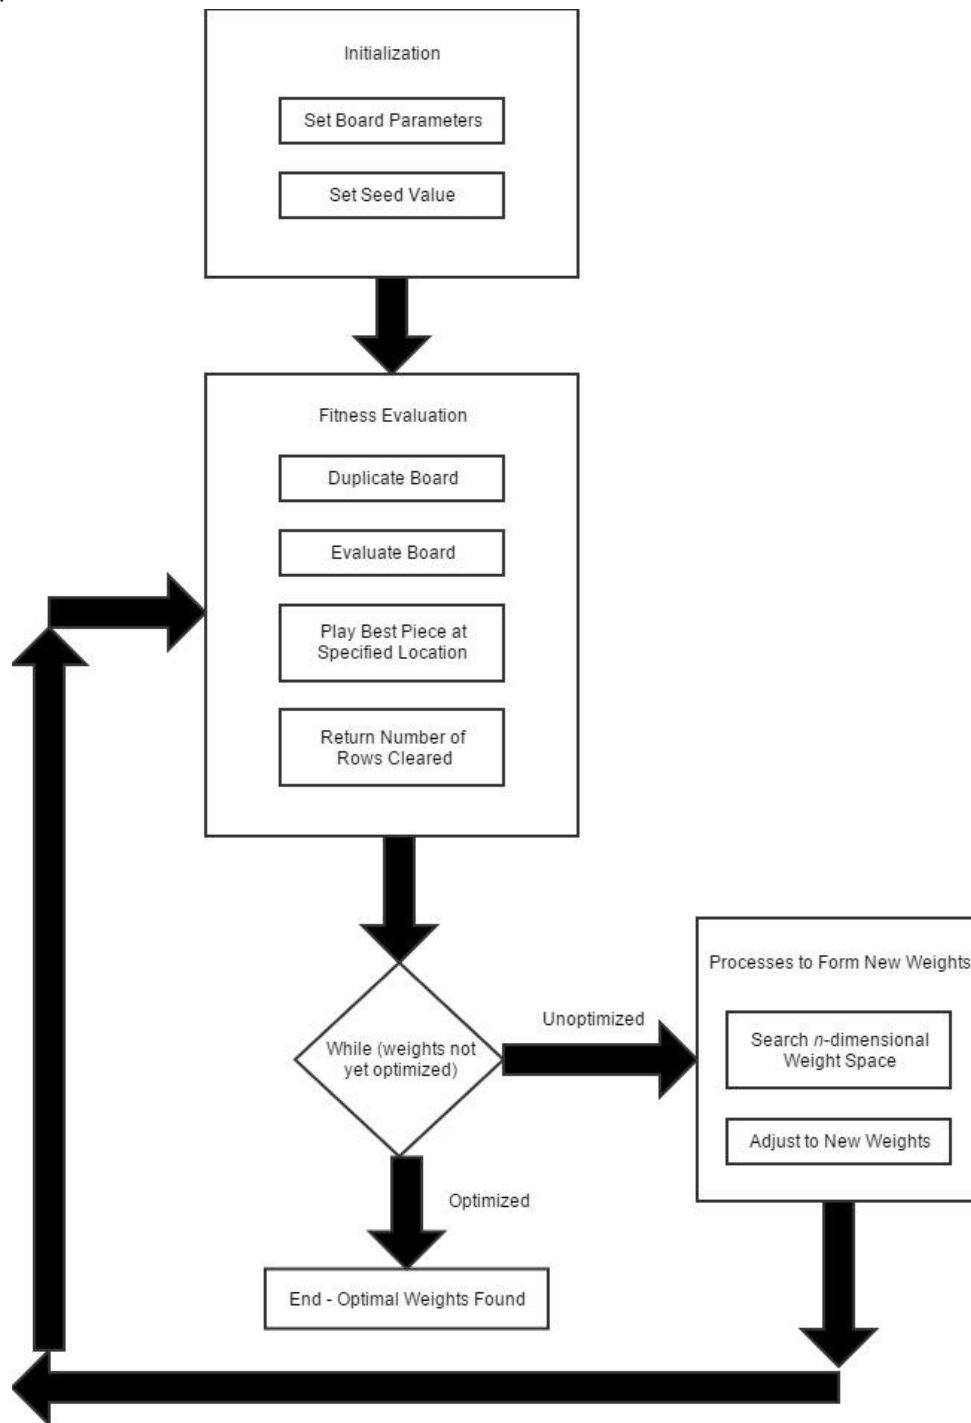 Initialization
Set Board Parameters
Set Seed Value
Fitness Evaluation
Duplicate Board
Evaluate Board
Play Best Piece at
Specified Location
Return Number of
Rows Cleared
While (weights not
yet optimized)
Unoptimized
Processes to Form New Weights
Search n-dimensional
Weight Space
Adjust to New Weights
Optimized
End - Optimal Weights Found